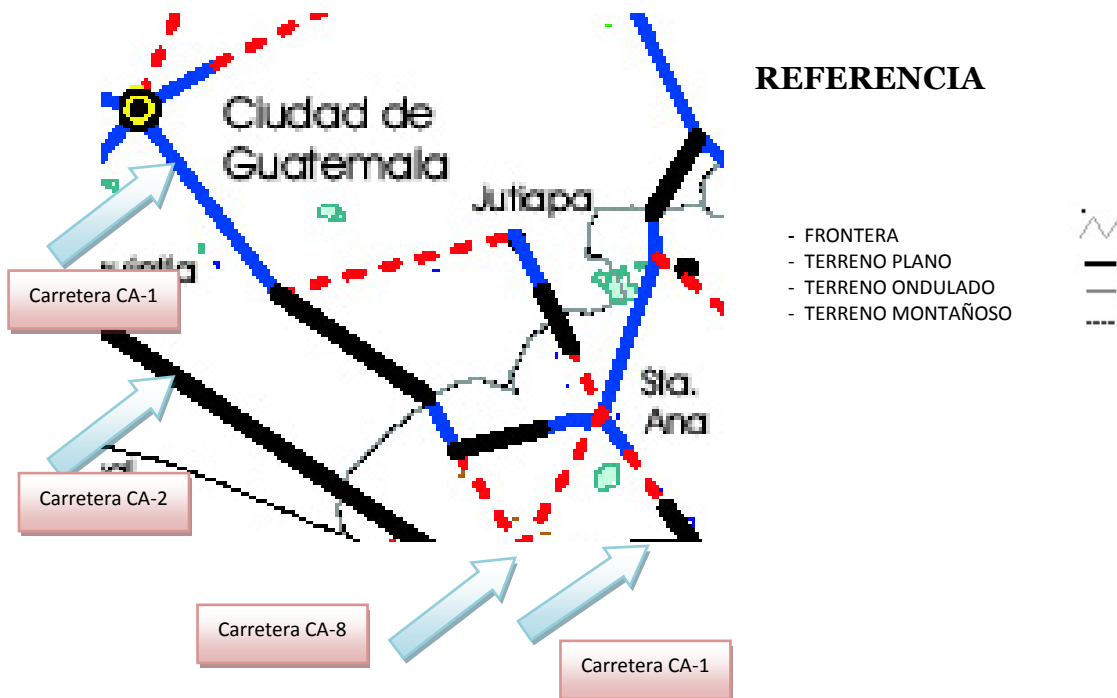 REFERENCIA
Ciudad de
Guatemala
Jutiapa
- FRONTERA
- TERRENO PLANO
- TERRENO ONDULADO
- TERRENO MONTAÑOSO
Carretera CA-1
Sta.
Ana
Carretera CA-2
Carretera CA-8
Carretera CA-1